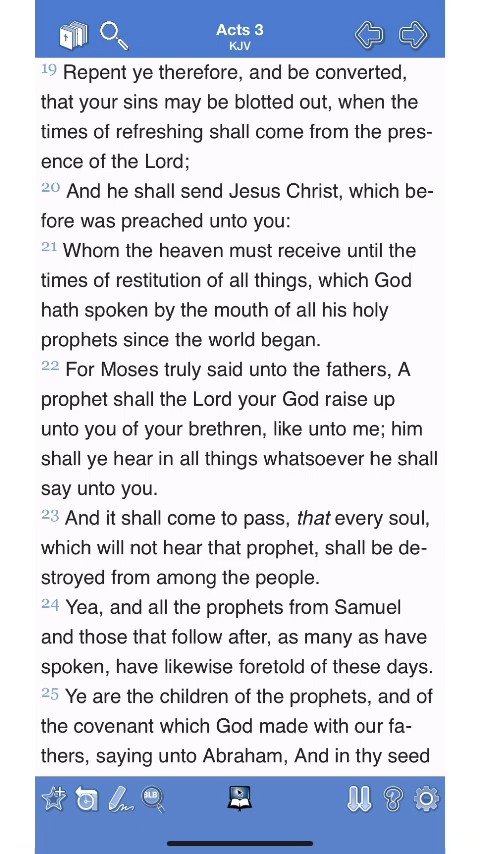 Acts 3
KJV
19 Repent ye therefore, and be converted,
that your sins may be blotted out, when the
times of refreshing shall come from the pres-
ence of the Lord;
20 And he shall send Jesus Christ, which be-
fore was preached unto you:
21 Whom the heaven must receive until the
times of restitution of all things, which God
hath spoken by the mouth of all his holy
prophets since the world began.
22 For Moses truly said unto the fathers, A
prophet shall the Lord your God raise up
unto you of your brethren, like unto me; him
shall ye hear in all things whatsoever he shall
say unto you.
23 And it shall come to pass, that every soul,
which will not hear that prophet, shall be de-
stroyed from among the people.
24 Yea, and all the prophets from Samuel
and those that follow after, as many as have
spoken, have likewise foretold of these days.
25 Ye are the children of the prophets, and of
the covenant which God made with our fa-
thers, saying unto Abraham, And in thy seed
BLB